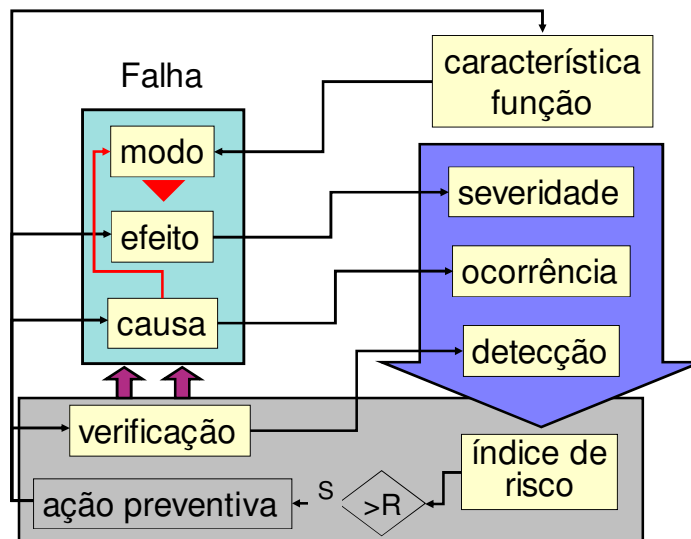 Falha
característica
função
modo
severidade
efeito
ocorrência
causa
detecção
verificação
índice de
risco
ação preventiva
S
>R